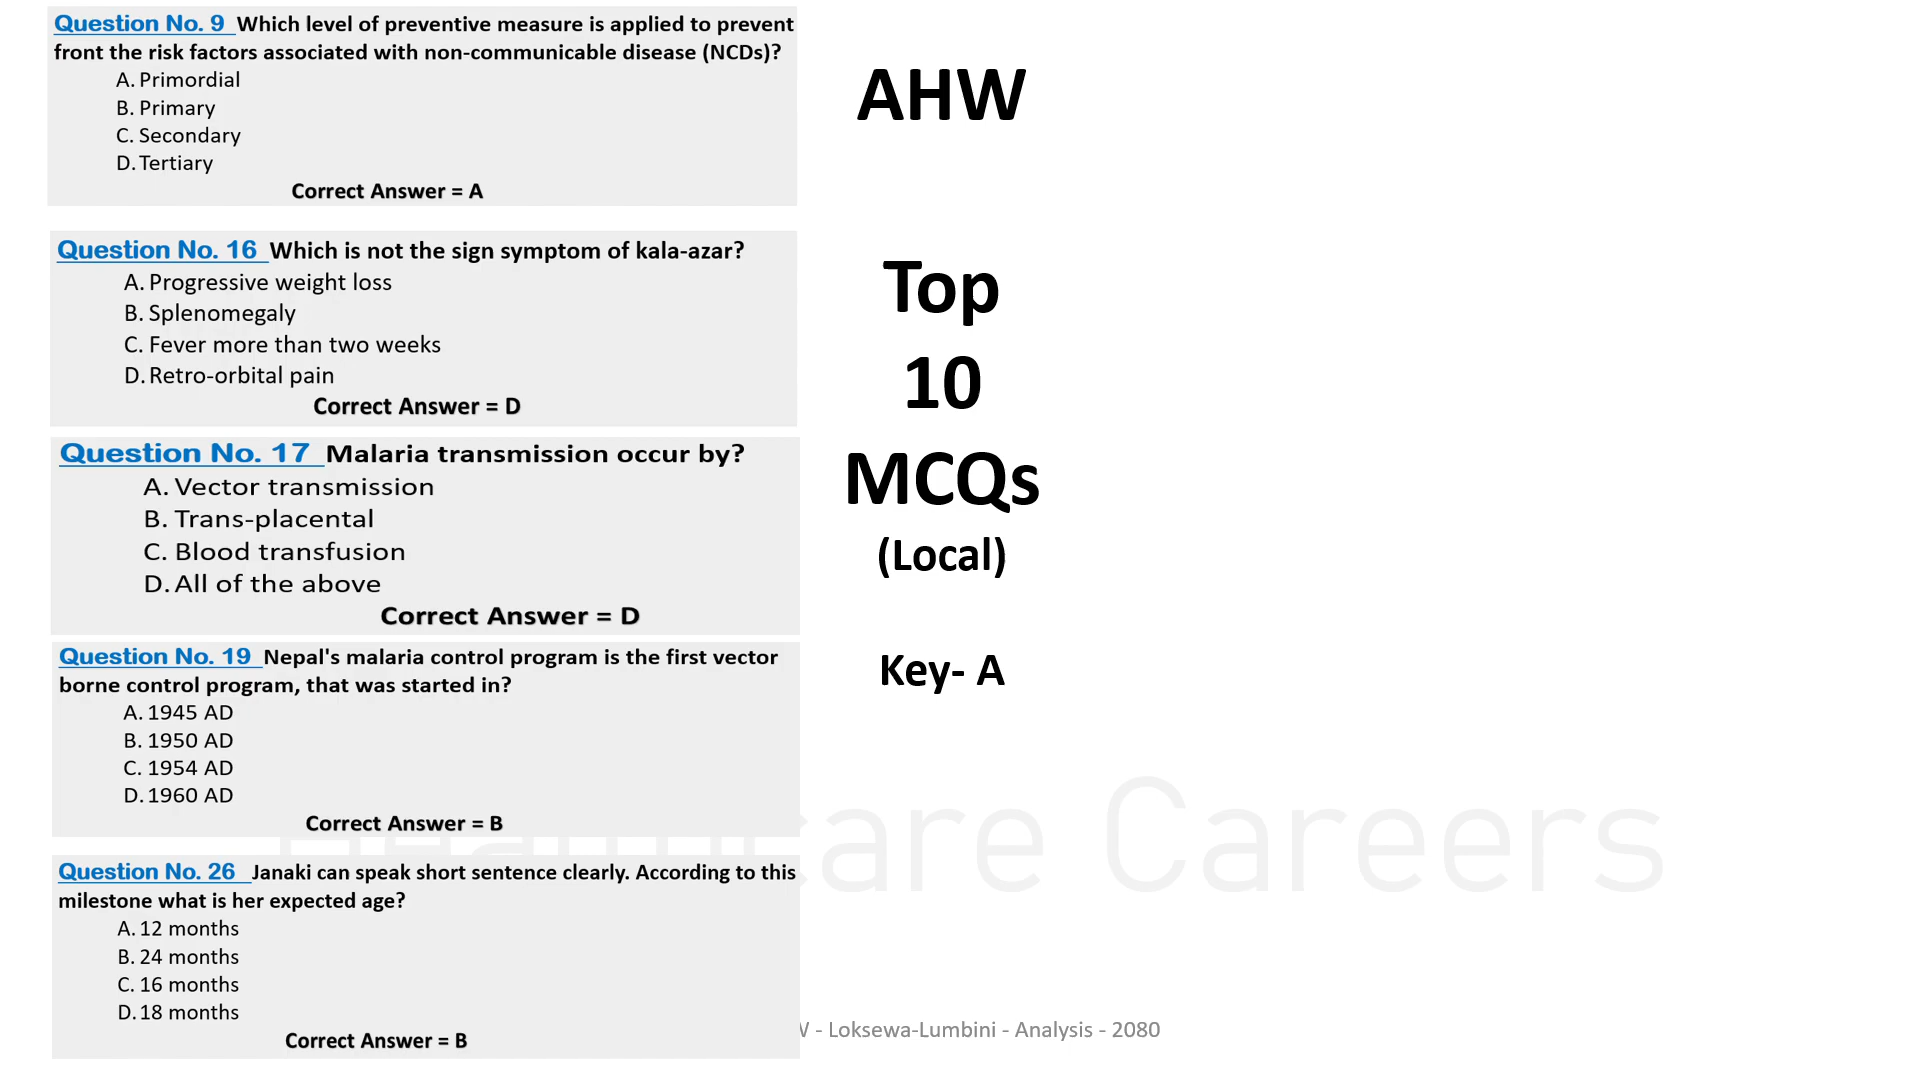 Question No. 9 Which level of preventive measure is applied to prevent
front the risk factors associated with non-communicable disease (NCDs)?
A. Primordial
B. Primary
C. Secondary
D. Tertiary
Correct Answer = A
Question No. 16 Which is not the sign symptom of kala-azar?
A. Progressive weight loss
B. Splenomegaly
C. Fever more than two weeks
D. Retro-orbital pain
Correct Answer = D
Question No. 17 Malaria transmission occur by?
A. Vector transmission
B. Trans-placental
C. Blood transfusion
D. All of the above
Correct Answer = D
Question No. 19 Nepal's malaria control program is the first vector
borne control program, that was started in?
A. 1945 AD
B. 1950 AD
C. 1954 AD
D. 1960 AD
Correct Answer = B
Question No. 26 Janaki can speak short sentence clearly. According to this
milestone what is her expected age?
A. 12 months
B. 24 months
C. 16 months
D. 18 months
Correct Answer = B
AHW
Top
10
MCQs
(Local)
Key- A
Careers
- Loksewa-Lumbini - Analysis - 2080